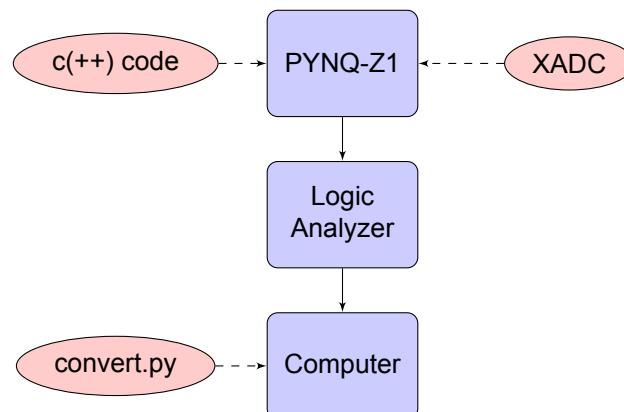 c(++) code
PYNQ-Z1
XADC
Logic
Analyzer
convert.py
Computer